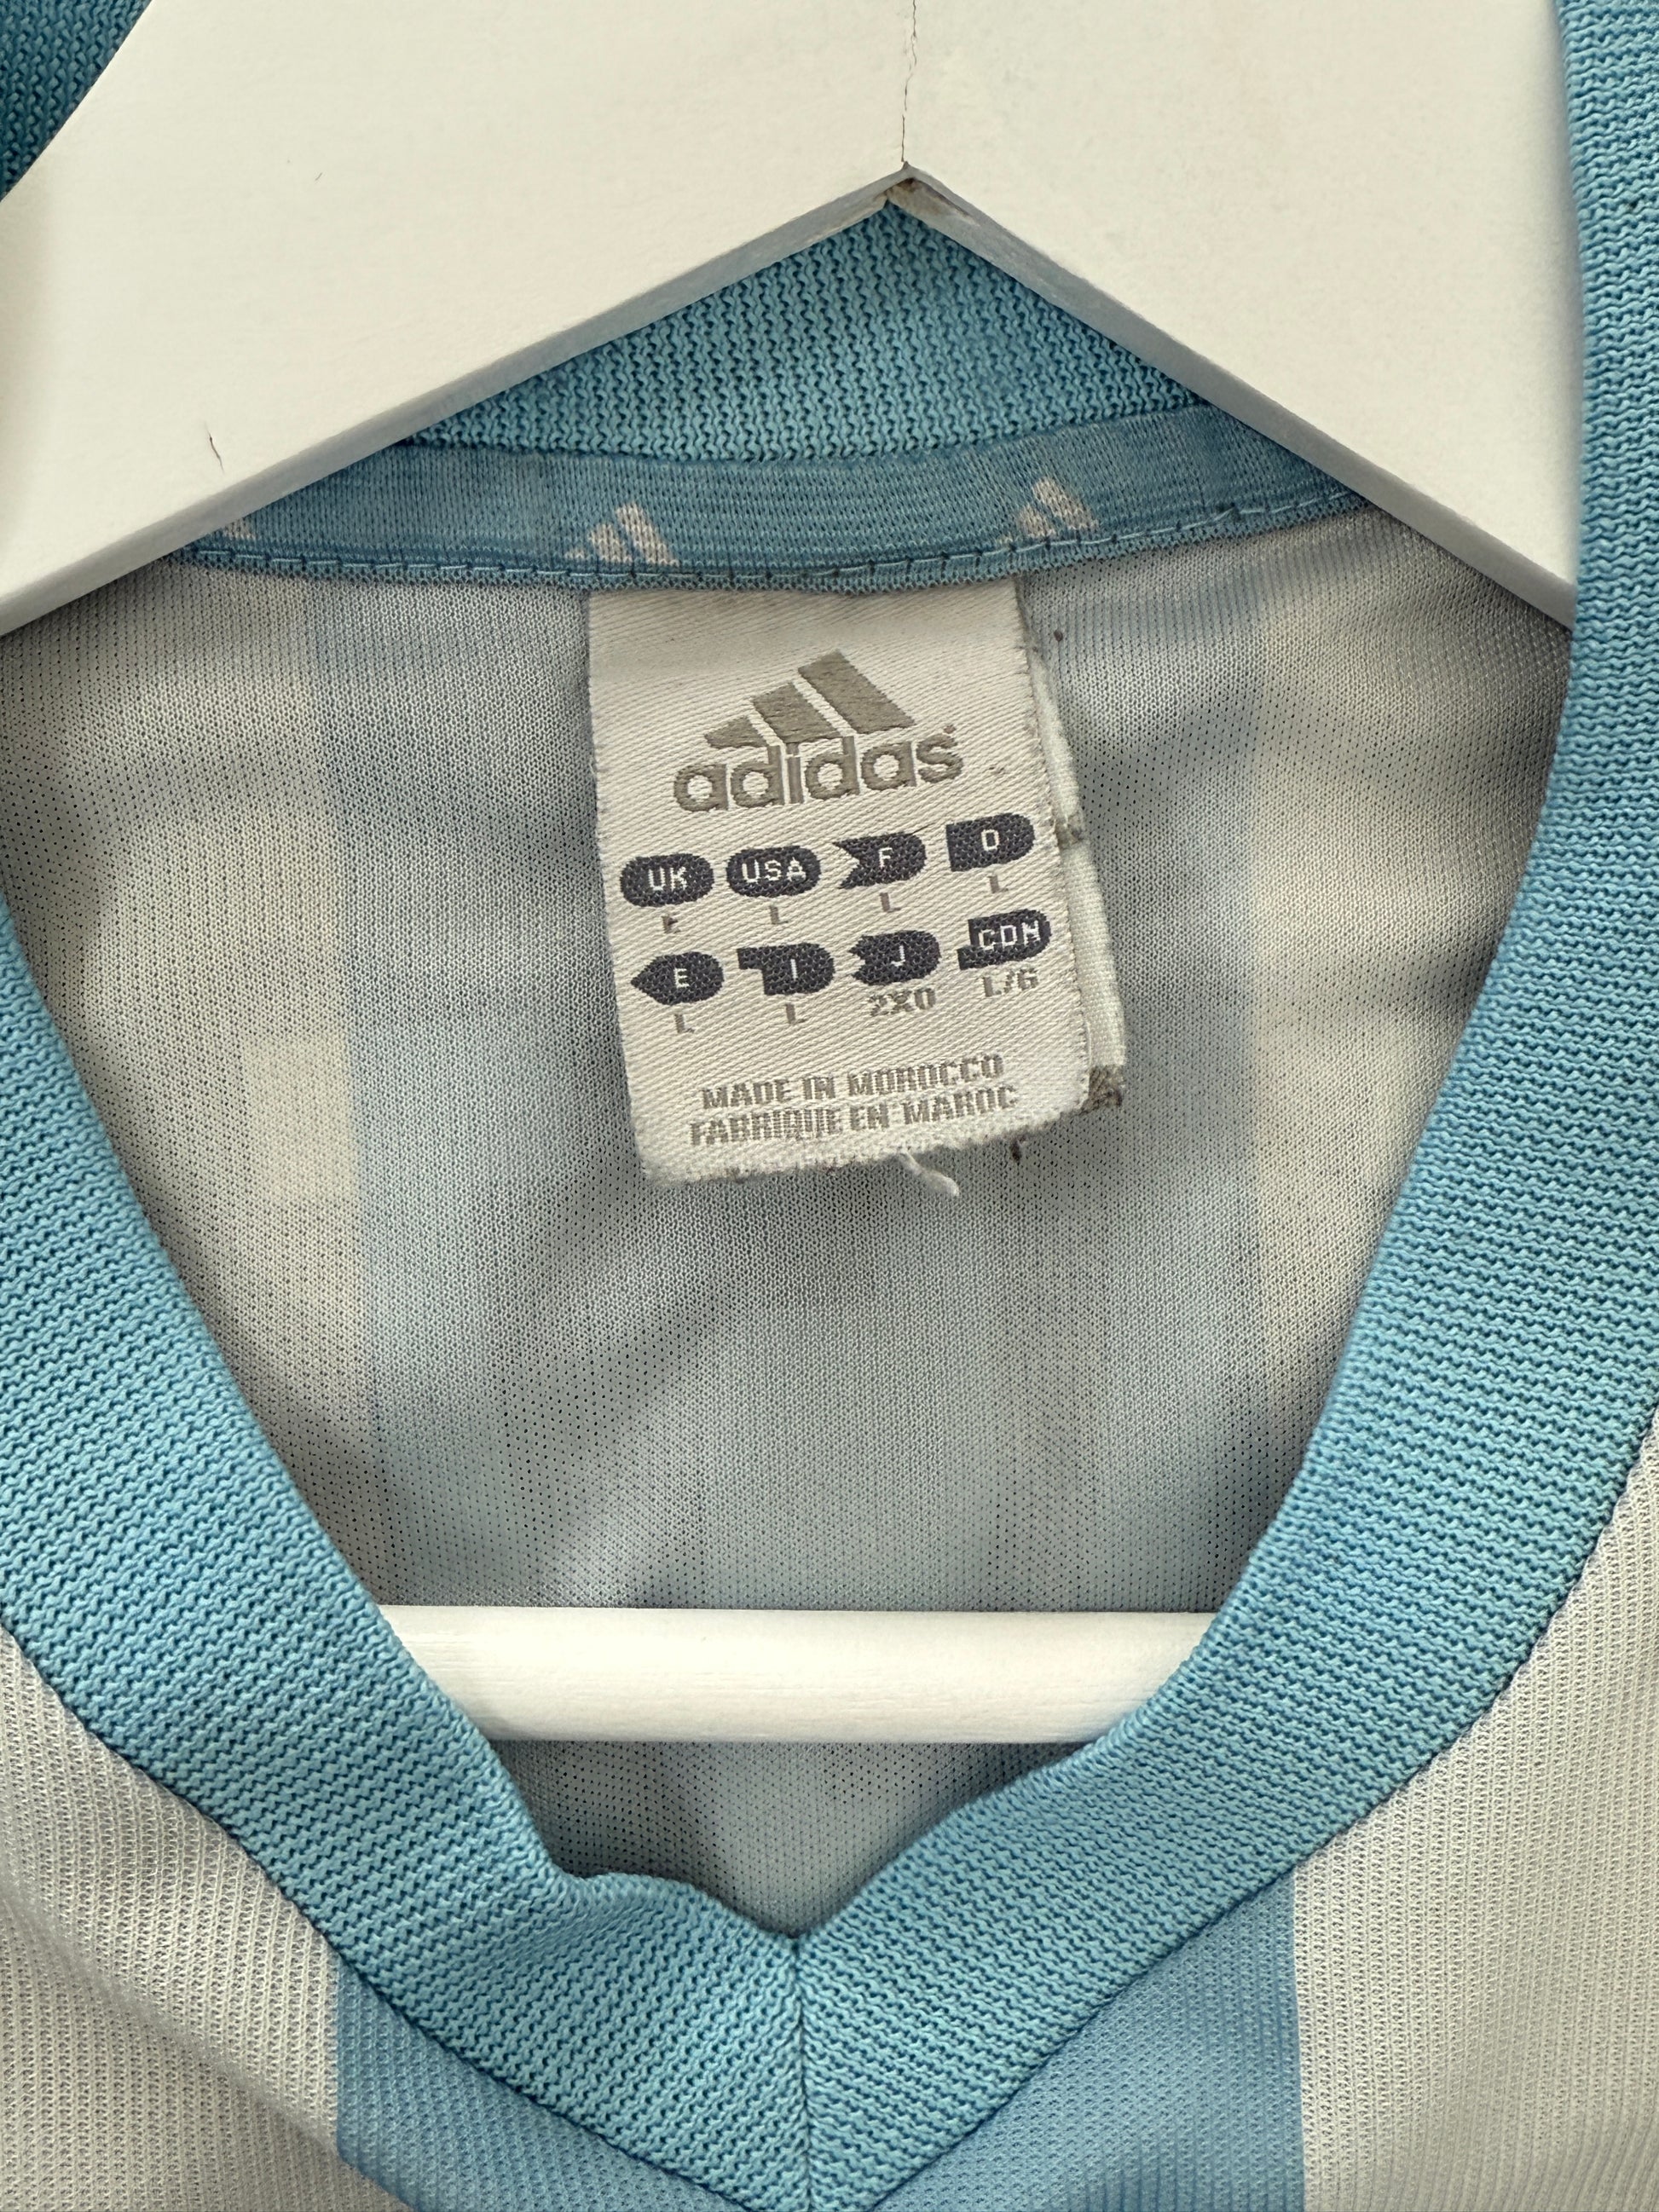 adidas
UK USA F D
L L L L
E I J CDN
L L 2XO L/G
MADE IN MOROCCO
FABRIQUE EN MAROC